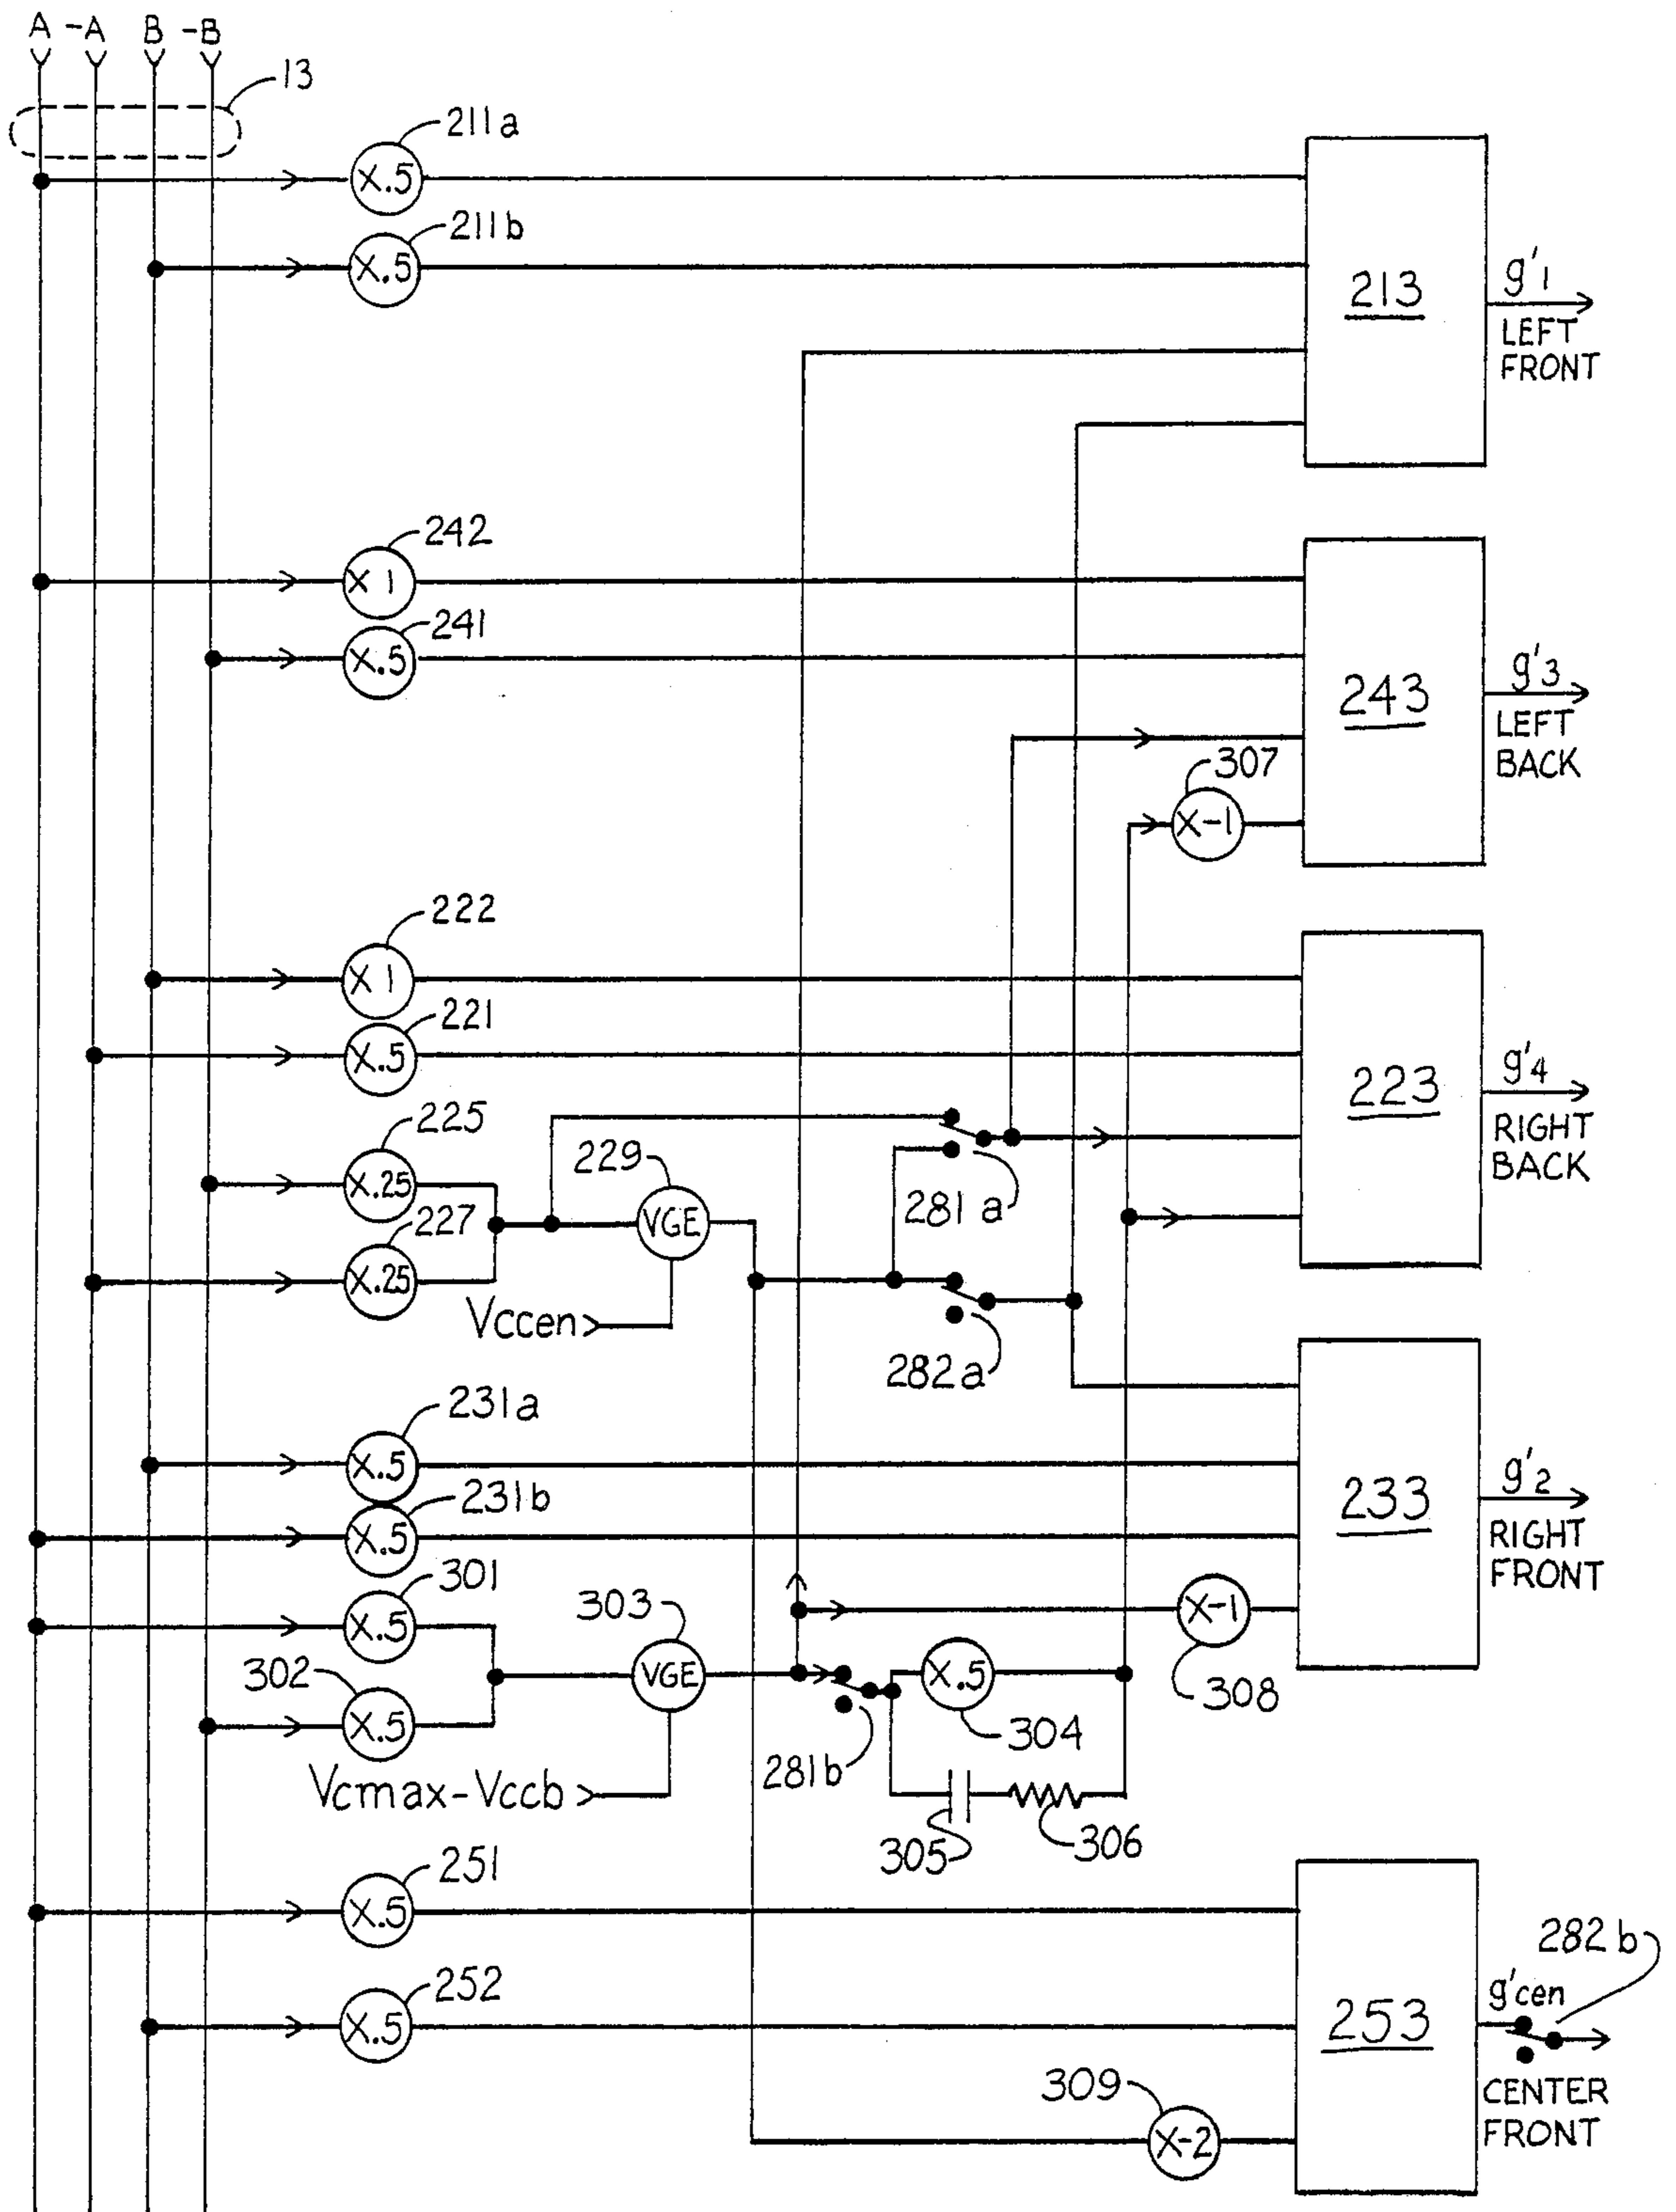 A -A B -B
13
211a
X.5
211b
X.5
213
g'1
LEFT
FRONT
242
X 1
241
X.5
243
g'3
LEFT
BACK
307
X-1
222
X 1
221
X.5
223
g'4
RIGHT
BACK
225
X.25
229
VGE
281a
227
X.25
Vccen
282a
231a
X.5
231b
X.5
233
g'2
RIGHT
FRONT
301
X.5
303
VGE
X-1
308
302
X.5
X.5
304
281b
Vcmax-Vccb
305
306
251
X.5
282b
252
X.5
253
g'cen
CENTER
FRONT
309
X-2